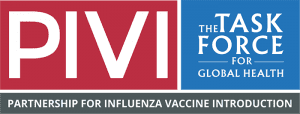 PIVI
THE TASK
FORCE
FOR
GLOBAL HEALTH
PARTNERSHIP FOR INFLUENZA VACCINE INTRODUCTION